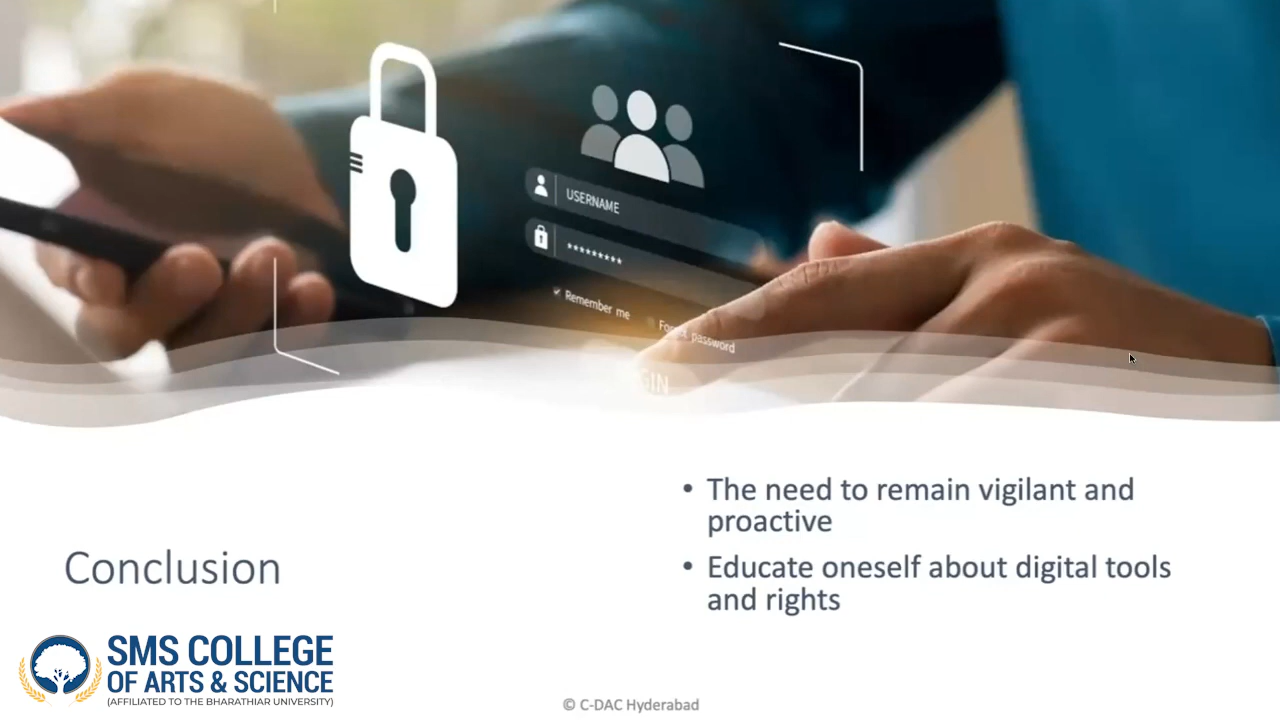 USERNAME
*********
Remember me
password
The need to remain vigilant and
proactive
Educate oneself about digital tools
and rights
Conclusion
SMS COLLEGE
OF ARTS & SCIENCE
(AFFILIATED TO THE BHARATHIAR UNIVERSITY)
© C-DAC Hyderabad